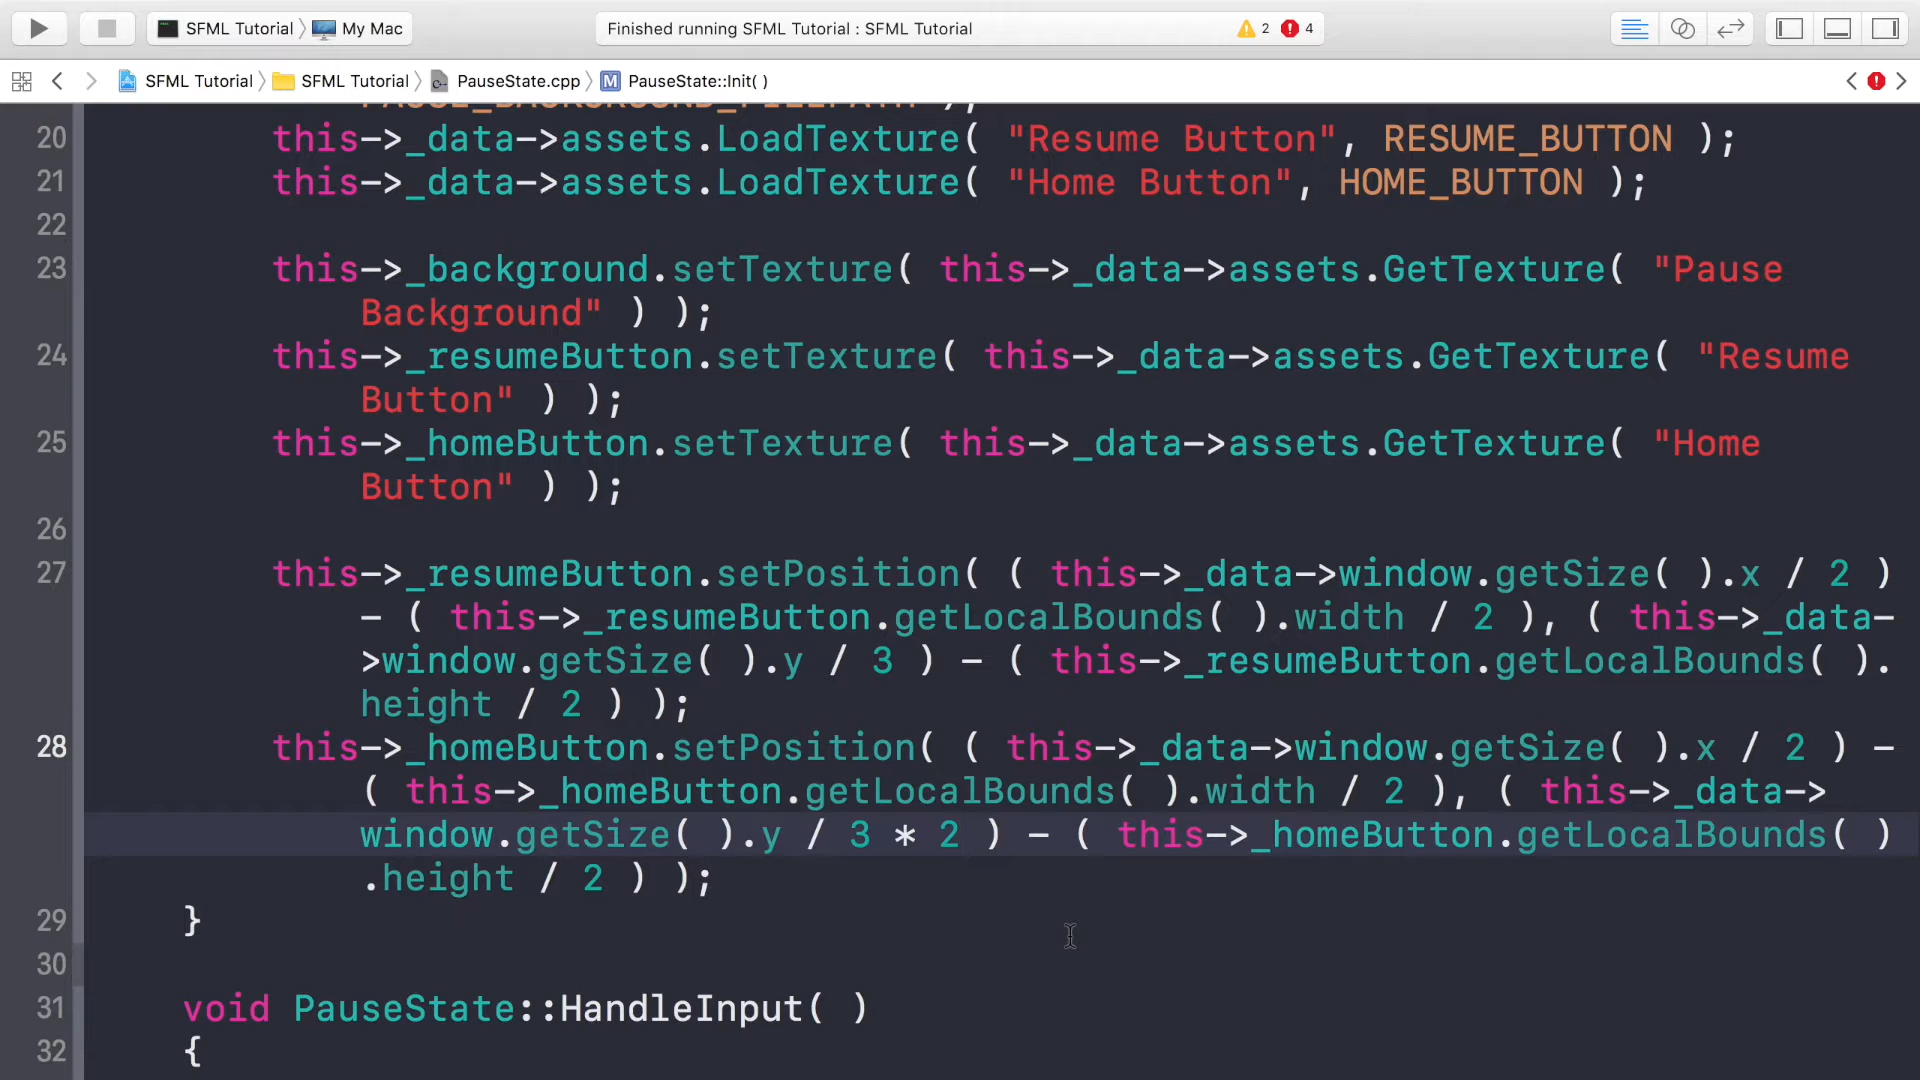 SFML Tutorial My Mac Finished running SFML Tutorial : SFML Tutorial 2 4
SFML Tutorial SFML Tutorial PauseState.cpp M PauseState::Init( )
PAUSE_BACKGROUND_FILEPATH );
20 this->_data->assets.LoadTexture( "Resume Button", RESUME_BUTTON );
21 this->_data->assets.LoadTexture( "Home Button", HOME_BUTTON );
22
23 this->_background.setTexture( this->_data->assets.GetTexture( "Pause
Background" ) );
24 this->_resumeButton.setTexture( this->_data->assets.GetTexture( "Resume
Button" ) );
25 this->_homeButton.setTexture( this->_data->assets.GetTexture( "Home
Button" ) );
26
27 this->_resumeButton.setPosition( ( this->_data->window.getSize( ).x / 2 )
- ( this->_resumeButton.getLocalBounds( ).width / 2 ), ( this->_data-
>window.getSize( ).y / 3 ) - ( this->_resumeButton.getLocalBounds( ).
height / 2 ) );
28 this->_homeButton.setPosition( ( this->_data->window.getSize( ).x / 2 ) -
( this->_homeButton.getLocalBounds( ).width / 2 ), ( this->_data->
window.getSize( ).y / 3 * 2 ) - ( this->_homeButton.getLocalBounds( )
.height / 2 ) );
29 }
30
31 void PauseState::HandleInput( )
32 {